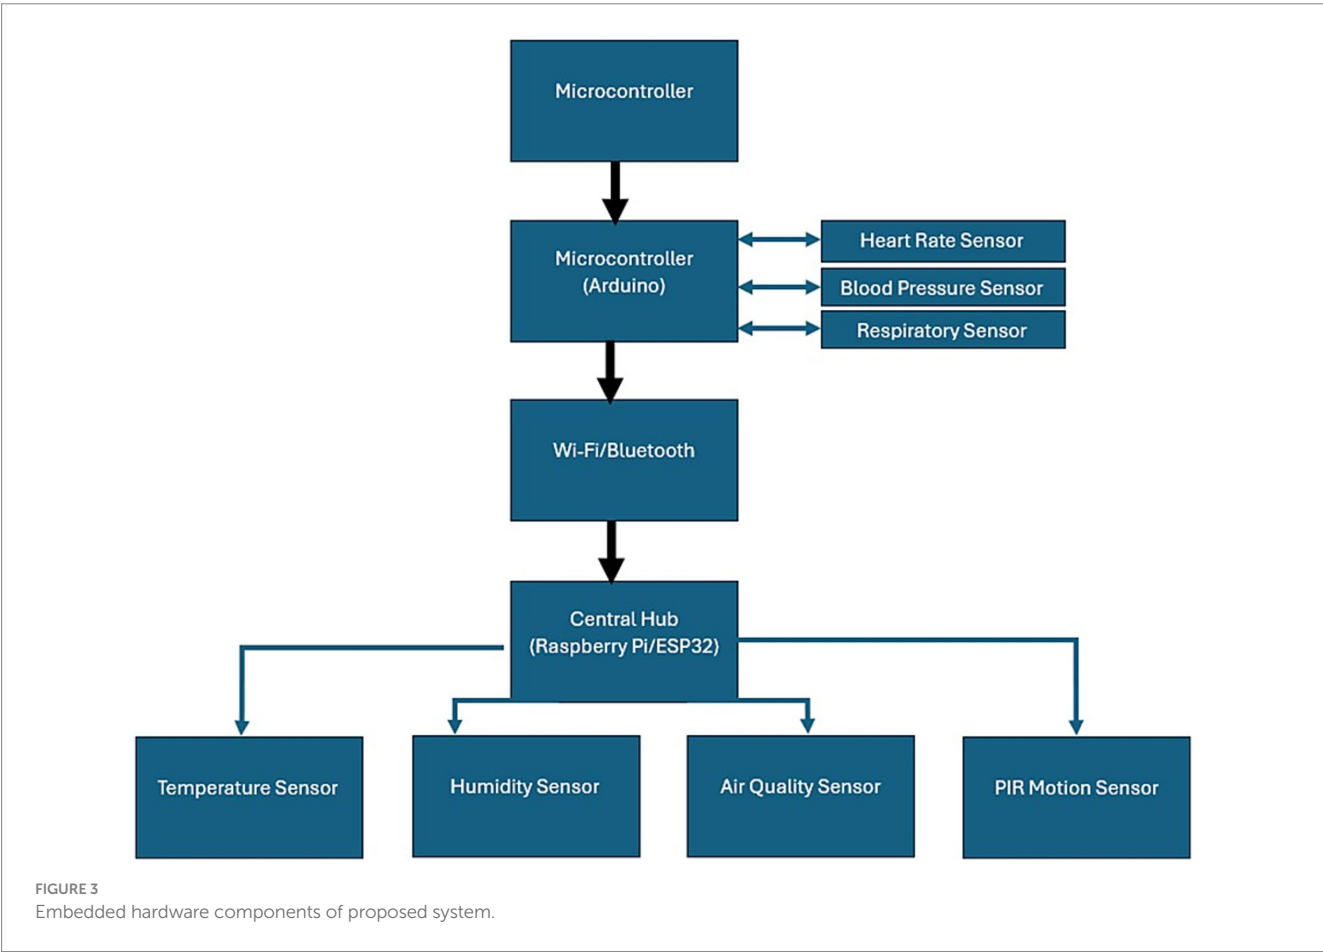 Microcontroller
Microcontroller
(Arduino)
Heart Rate Sensor
Blood Pressure Sensor
Respiratory Sensor
Wi-Fi/Bluetooth
Central Hub
(Raspberry Pi/ESP32)
Temperature Sensor
Humidity Sensor
Air Quality Sensor
PIR Motion Sensor
FIGURE 3
Embedded hardware components of proposed system.